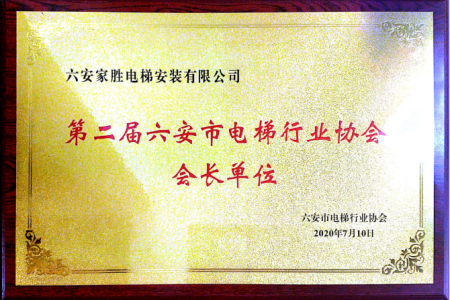 六安家胜电梯安装有限公司
第二届六安市电梯行业协会
会长单位
六安市电梯行业协会
2020年7月10日